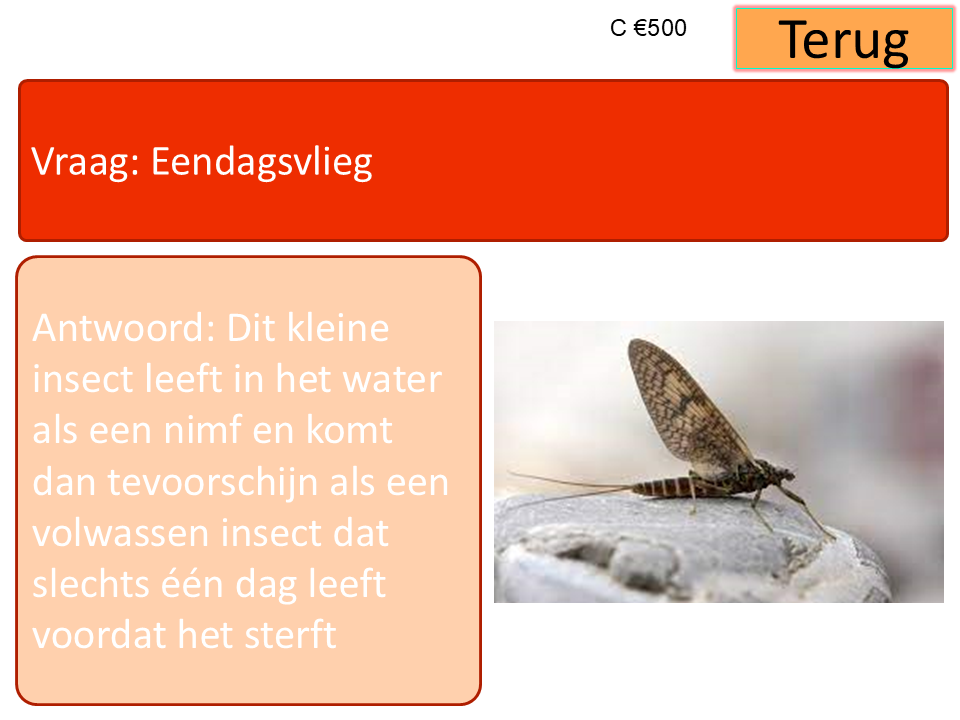 C €500
Terug
Vraag: Eendagsvlieg
Antwoord: Dit kleine
insect leeft in het water
als een nimf en komt
dan tevoorschijn als een
volwassen insect dat
slechts één dag leeft
voordat het sterft